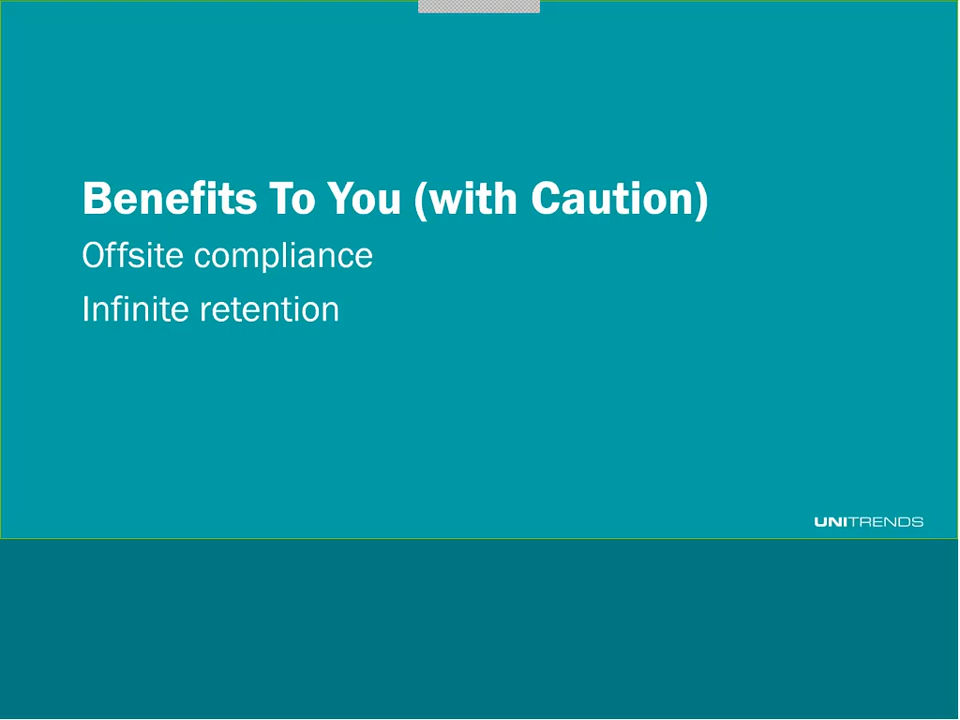 Benefits To You (with Caution)
Offsite compliance
Infinite retention
UNITRENDS